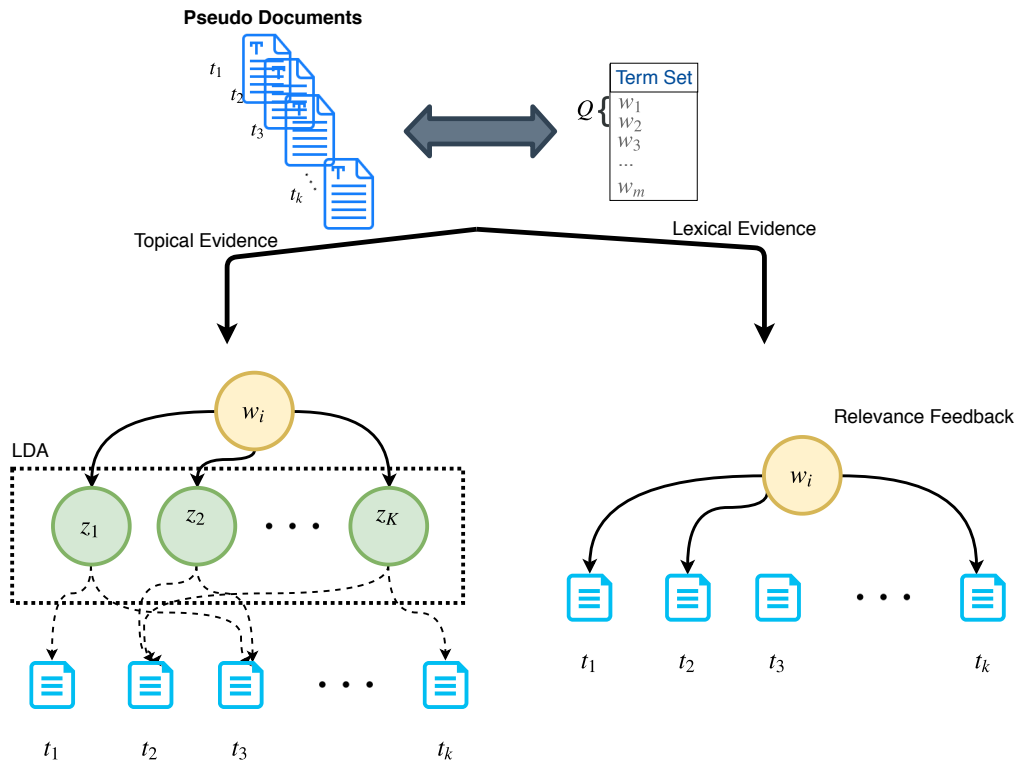 Pseudo Documents
t₁
t₂
t₃
...
tₖ
Term Set
Q {
w₁
w₂
w₃
...
wₘ
Topical Evidence
Lexical Evidence
wᵢ
LDA
z₁ z₂ • • • z_K
t₁ t₂ t₃ • • • tₖ
Relevance Feedback
wᵢ
• • •
t₁ t₂ t₃ tₖ